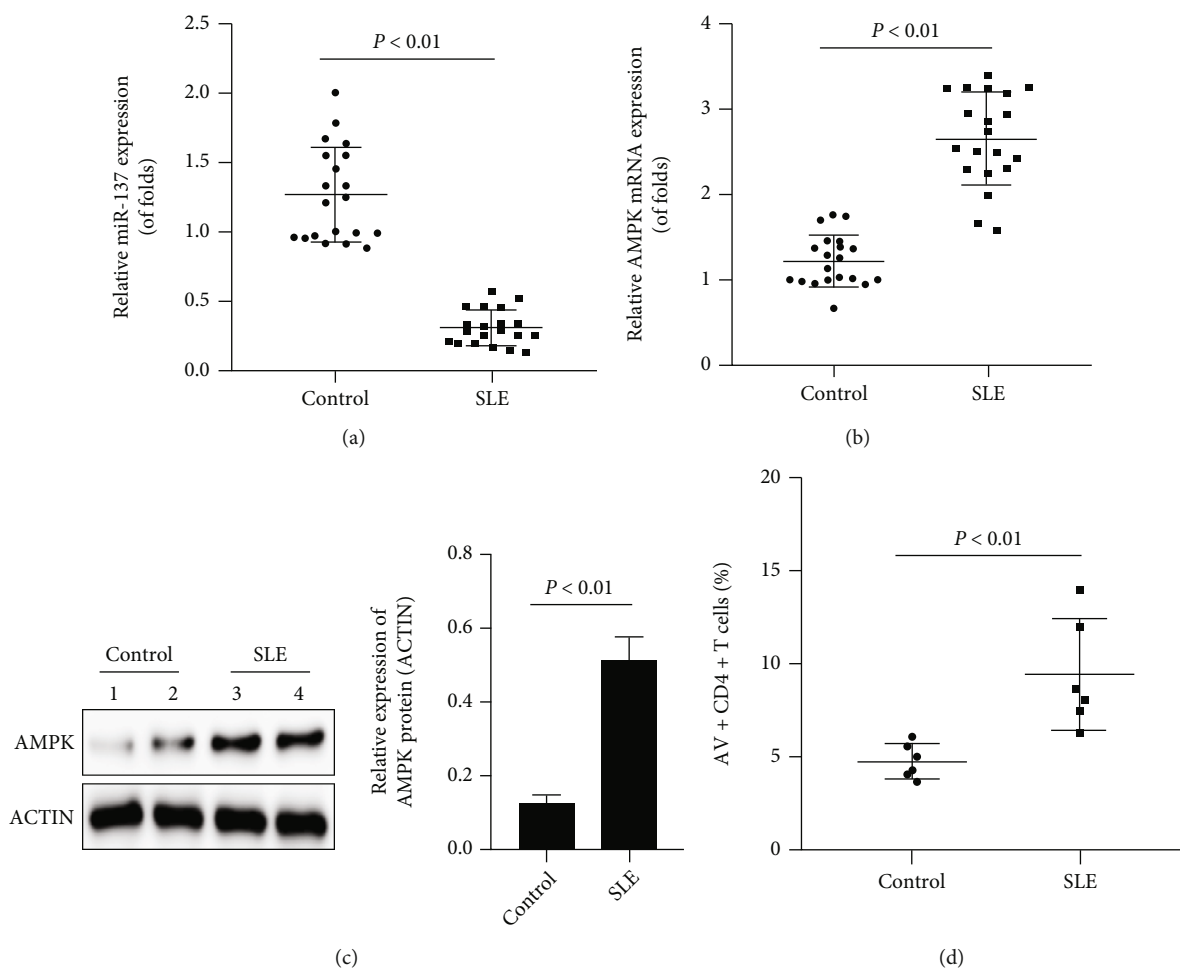 2.5
2.0
1.5
1.0
0.5
0.0
Relative miR-137 expression
(of folds)
P < 0.01
Control
SLE
(a)
4
3
2
1
0
Relative AMPK mRNA expression
(of folds)
P < 0.01
Control
SLE
(b)
Control
SLE
1 2 3 4
AMPK
ACTIN
0.8
0.6
0.4
0.2
0.0
Relative expression of
AMPK protein (ACTIN)
P < 0.01
Control
SLE
(c)
20
15
10
5
0
AV + CD4 + T cells (%)
P < 0.01
Control
SLE
(d)